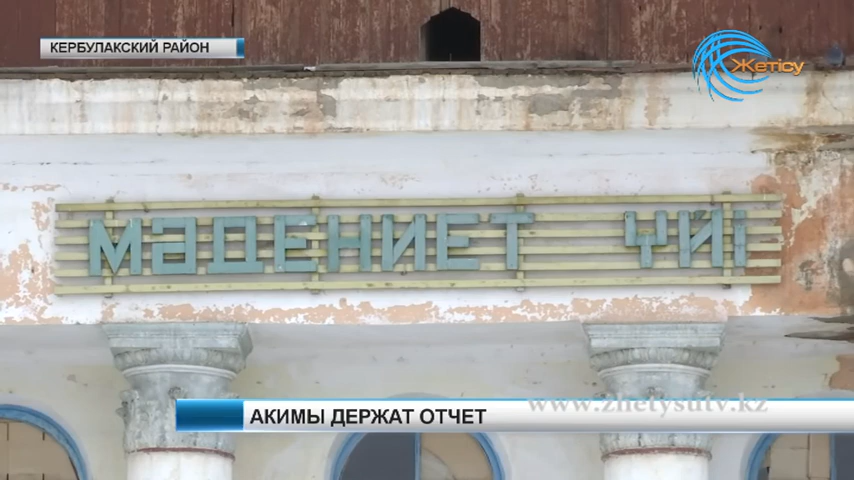 КЕРБУЛАКСКИЙ РАЙОН
Жетісу
МӘДЕНИЕТ ҮЙІ
АКИМЫ ДЕРЖАТ ОТЧЕТ
www.zhetysutv.kz